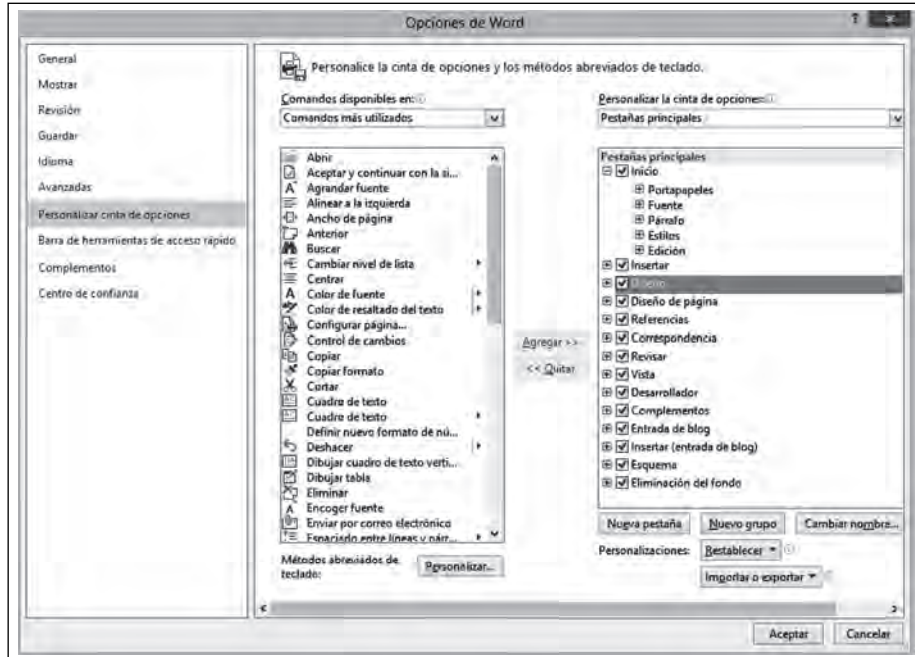 Opciones de Word
?
General
Mostrar
Revisión
Guardar
Idioma
Avanzadas
Personalizar cinta de opciones
Barra de herramientas de acceso rápido
Complementos
Centro de confianza
Personalice la cinta de opciones y los métodos abreviados de teclado.
Comandos disponibles en:
Comandos más utilizados
Abrir
Aceptar y continuar con la si...
Agrandar fuente
Alinear a la izquierda
Ancho de página
Anterior
Buscar
Cambiar nivel de lista
Centrar
Color de fuente
Color de resaltado del texto
Configurar página...
Control de cambios
Copiar
Copiar formato
Cortar
Cuadro de texto
Cuadro de texto
Definir nuevo formato de nú...
Deshacer
Dibujar cuadro de texto verti...
Dibujar tabla
Eliminar
Encoger fuente
Enviar por correo electrónico
Espaciado entre líneas y párr...
Métodos abreviados de
teclado:
Personalizar...
Agregar >>
<< Quitar
Personalizar la cinta de opciones:
Pestañas principales
Pestañas principales
Inicio
Portapapeles
Fuente
Párrafo
Estilos
Edición
Insertar
Diseño
Diseño de página
Referencias
Correspondencia
Revisar
Vista
Desarrollador
Complementos
Entrada de blog
Insertar (entrada de blog)
Esquema
Eliminación del fondo
Nueva pestaña
Nuevo grupo
Cambiar nombre...
Personalizaciones:
Restablecer
Importar o exportar
Aceptar
Cancelar